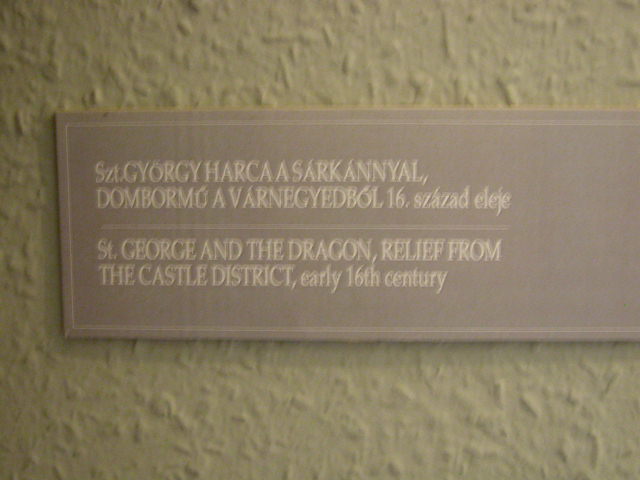 Szt.GYÖRGY HARCA A SÁRKÁNNYAL,
DOMBORMŰ A VÁRNEGYEDBŐL 16. század eleje
St. GEORGE AND THE DRAGON, RELIEF FROM
THE CASTLE DISTRICT, early 16th century